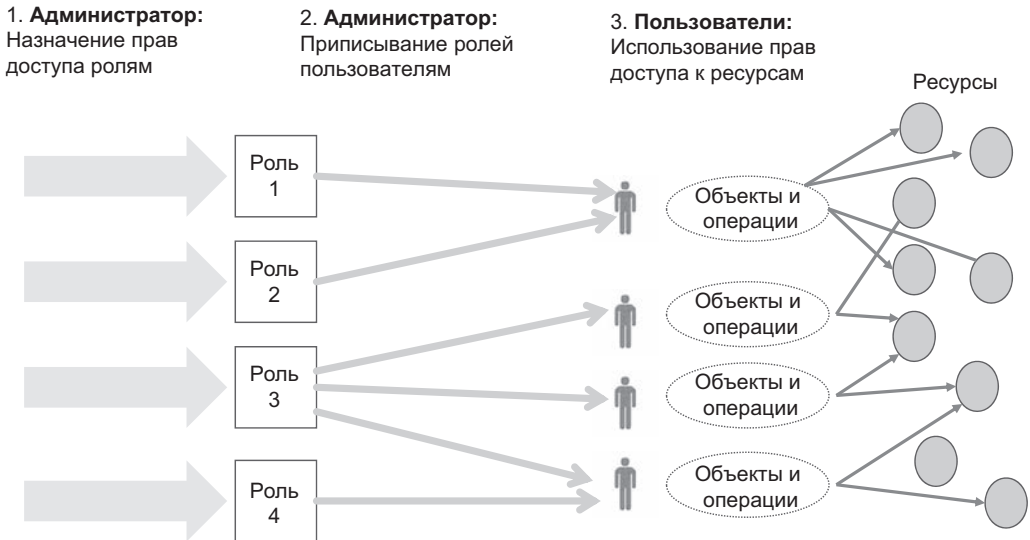 1. Администратор:
Назначение прав
доступа ролям
2. Администратор:
Приписывание ролей
пользователям
3. Пользователи:
Использование прав
доступа к ресурсам
Ресурсы
Роль
1
Объекты и
операции
Роль
2
Объекты и
операции
Роль
3
Объекты и
операции
Роль
4
Объекты и
операции